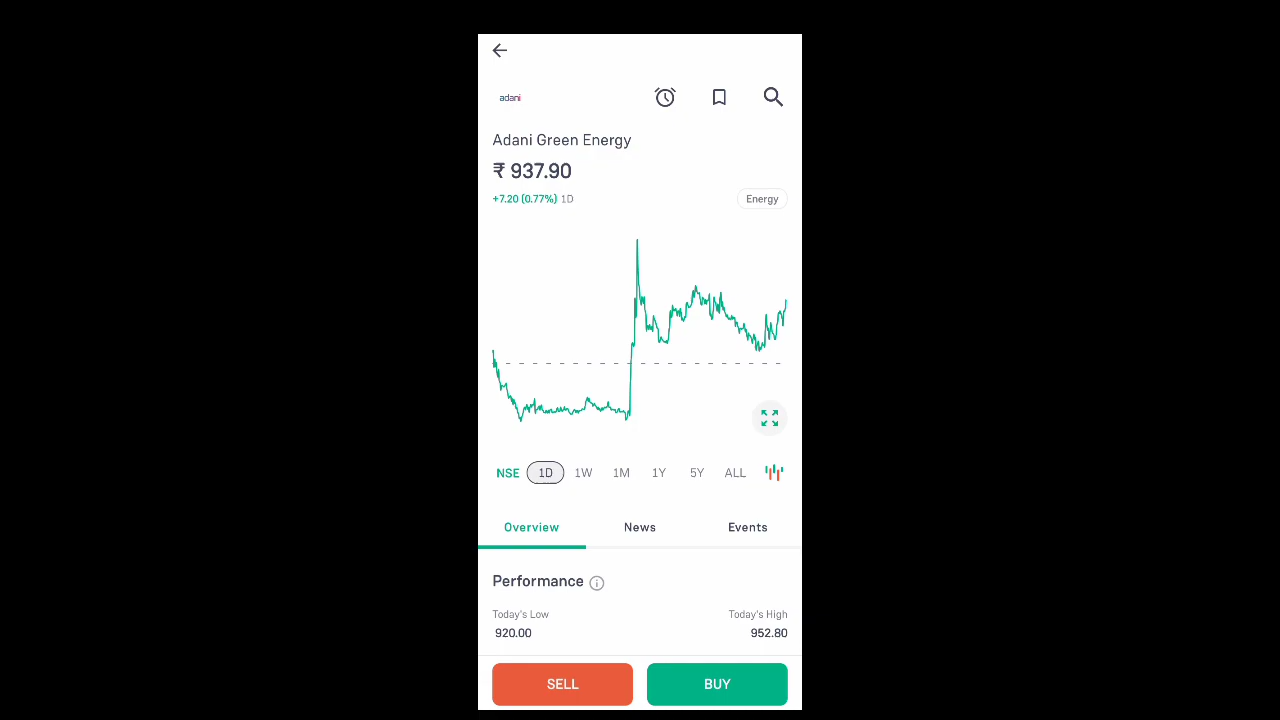 adani
Adani Green Energy
₹ 937.90
+7.20 (0.77%) 1D
Energy
NSE 1D 1W 1M 1Y 5Y ALL
Overview News Events
Performance
Today's Low Today's High
920.00 952.80
SELL BUY